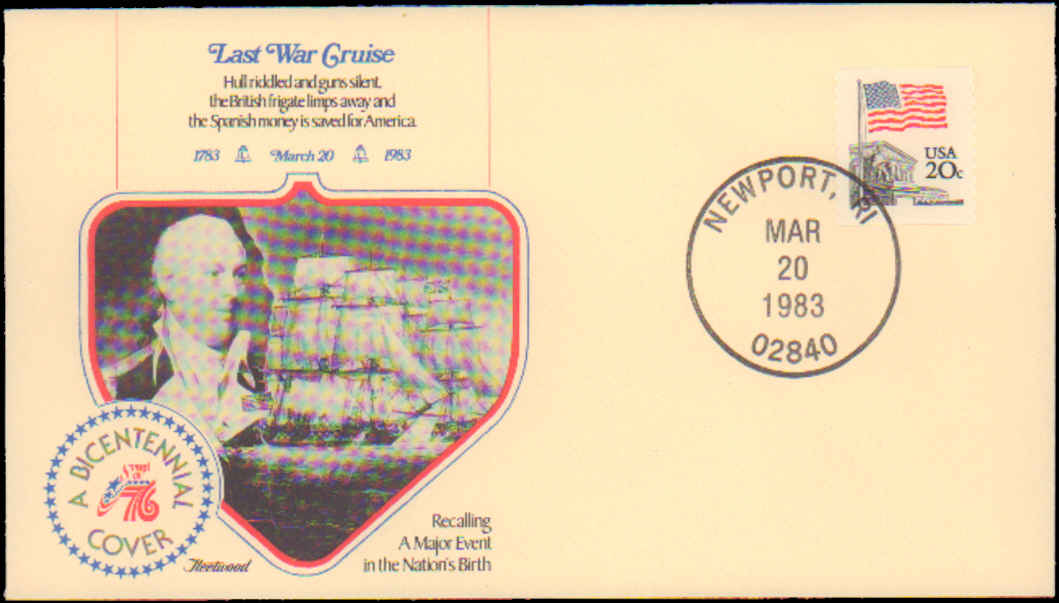 Last War Cruise
Hull riddled and guns silent,
the British frigate limps away and
the Spanish money is saved for America.
1783 March 20 1983
USA
20c
NEWPORT, RI
MAR
20
1983
02840
A BICENTENNIAL
COVER
76
Recalling
A Major Event
in the Nation's Birth
Fleetwood